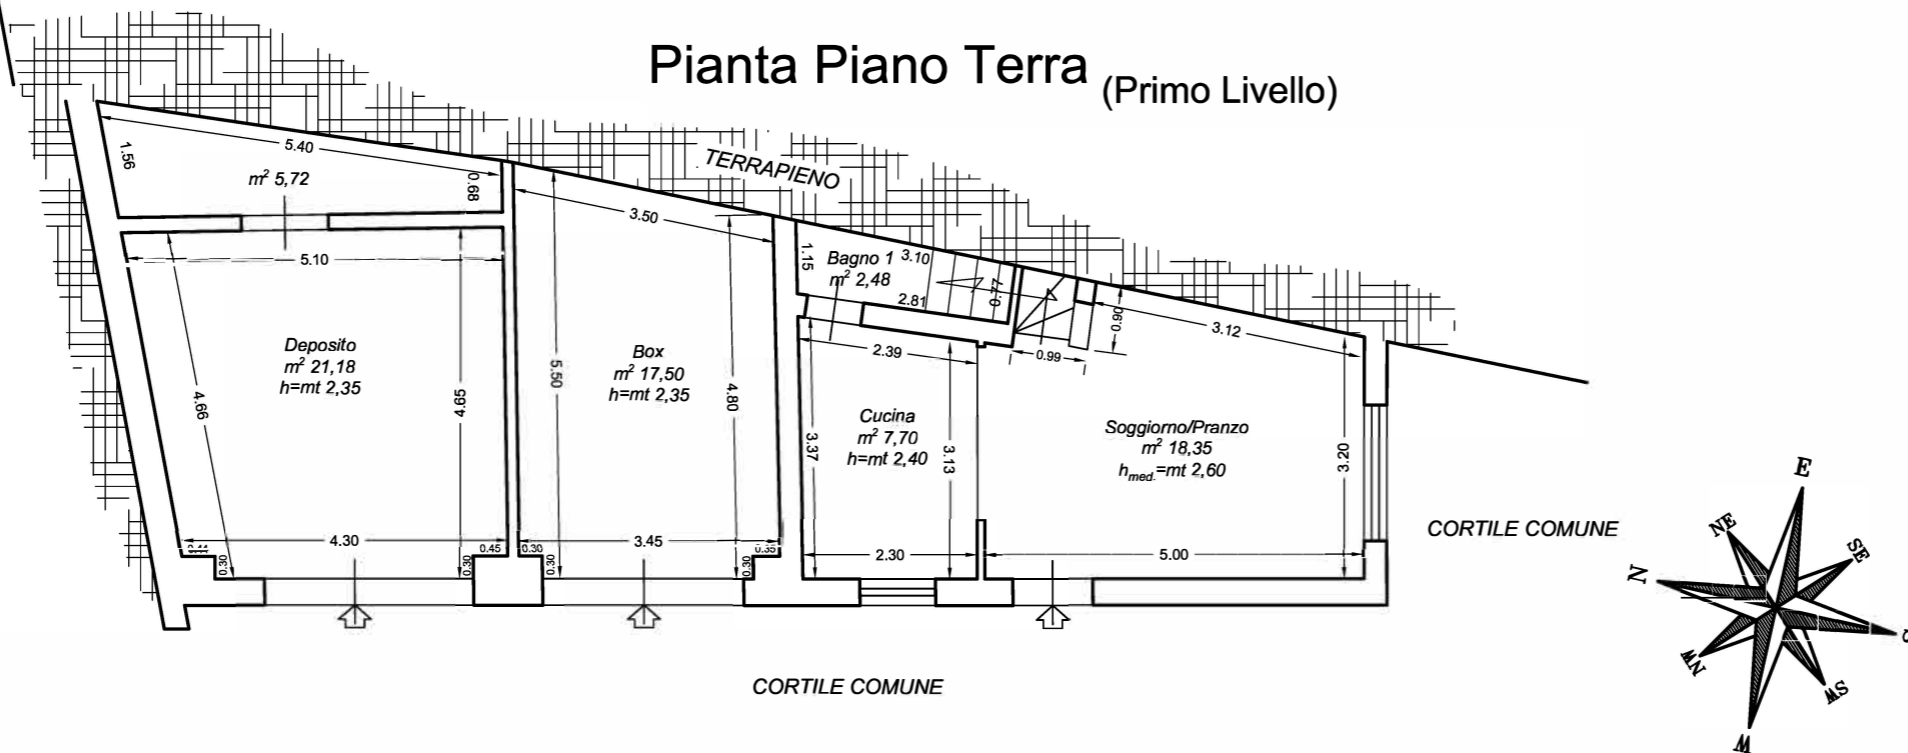 Pianta Piano Terra (Primo Livello)
TERRAPIENO
5.40
1.56
m² 5,72
0.68
3.50
5.10
Deposito
m² 21,18
h=mt 2,35
4.66
4.65
4.30
0.45
0.30
0.30
Box
m² 17,50
h=mt 2,35
5.50
4.80
3.45
0.30
0.30
0.35
0.30
Bagno 1
m² 2,48
1.15
3.10
2.81
0.77
2.39
Cucina
m² 7,70
h=mt 2,40
3.37
3.13
2.30
0.99
0.90
3.12
Soggiorno/Pranzo
m² 18,35
hmed.=mt 2,60
3.20
5.00
CORTILE COMUNE
CORTILE COMUNE
E
NE
SE
N
NW
SW
W